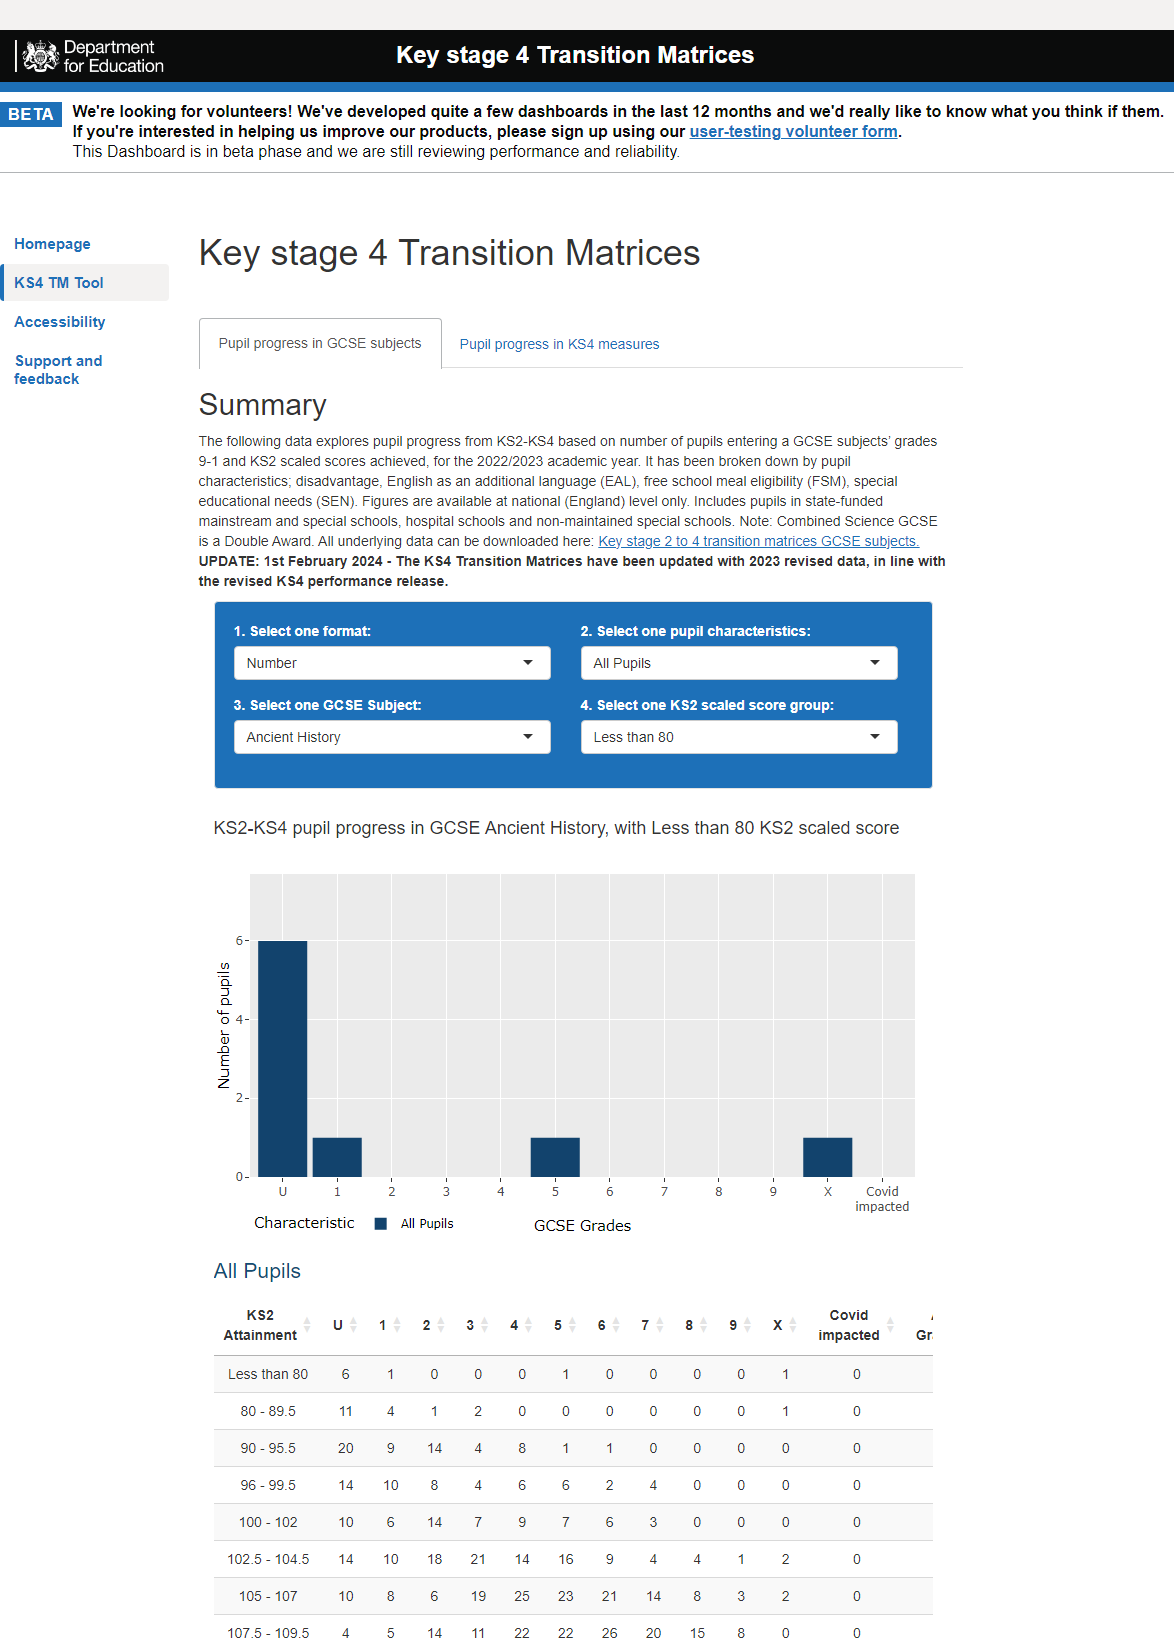 Department
for Education
Key stage 4 Transition Matrices
BETA
We're looking for volunteers! We've developed quite a few dashboards in the last 12 months and we'd really like to know what you think if them.
If you're interested in helping us improve our products, please sign up using our user-testing volunteer form.
This Dashboard is in beta phase and we are still reviewing performance and reliability.
Homepage
KS4 TM Tool
Accessibility
Support and
feedback
Key stage 4 Transition Matrices
Pupil progress in GCSE subjects
Pupil progress in KS4 measures
Summary
The following data explores pupil progress from KS2-KS4 based on number of pupils entering a GCSE subjects' grades
9-1 and KS2 scaled scores achieved, for the 2022/2023 academic year. It has been broken down by pupil
characteristics; disadvantage, English as an additional language (EAL), free school meal eligibility (FSM), special
educational needs (SEN). Figures are available at national (England) level only. Includes pupils in state-funded
mainstream and special schools, hospital schools and non-maintained special schools. Note: Combined Science GCSE
is a Double Award. All underlying data can be downloaded here: Key stage 2 to 4 transition matrices GCSE subjects.
UPDATE: 1st February 2024 - The KS4 Transition Matrices have been updated with 2023 revised data, in line with
the revised KS4 performance release.
1. Select one format:
Number
2. Select one pupil characteristics:
All Pupils
3. Select one GCSE Subject:
Ancient History
4. Select one KS2 scaled score group:
Less than 80
KS2-KS4 pupil progress in GCSE Ancient History, with Less than 80 KS2 scaled score
Number of pupils
6
4
2
0
U 1 2 3 4 5 6 7 8 9 X Covid
impacted
Characteristic All Pupils GCSE Grades
All Pupils
KS2
Attainment U 1 2 3 4 5 6 7 8 9 X Covid
impacted
Less than 80 6 1 0 0 0 1 0 0 0 0 1 0
80 - 89.5 11 4 1 2 0 0 0 0 0 0 1 0
90 - 95.5 20 9 14 4 8 1 1 0 0 0 0 0
96 - 99.5 14 10 8 4 6 6 2 4 0 0 0 0
100 - 102 10 6 14 7 9 7 6 3 0 0 0 0
102.5 - 104.5 14 10 18 21 14 16 9 4 4 1 2 0
105 - 107 10 8 6 19 25 23 21 14 8 3 2 0
107.5 - 109.5 4 5 14 11 22 22 26 20 15 8 0 0